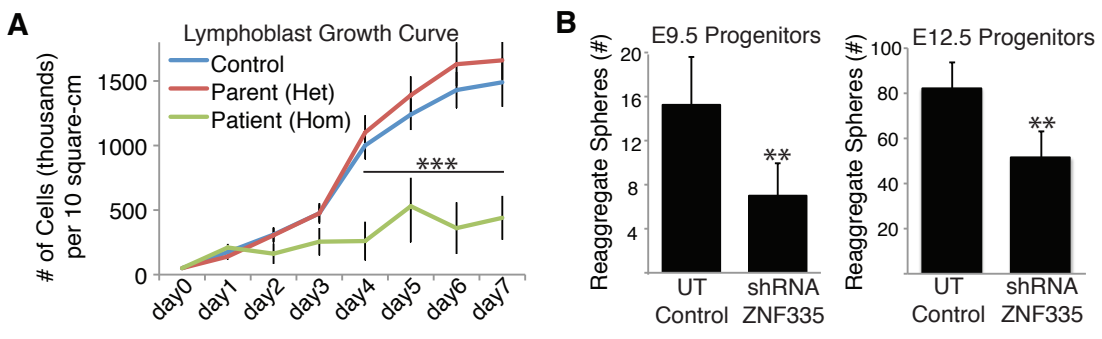 A
Lymphoblast Growth Curve
Control
Parent (Het)
Patient (Hom)
# of Cells (thousands)
per 10 square-cm
1500
1000
500
0
***
day0 day1 day2 day3 day4 day5 day6 day7
B
E9.5 Progenitors
Reaggregate Spheres (#)
20
16
12
8
4
**
UT
Control
shRNA
ZNF335
E12.5 Progenitors
Reaggregate Spheres (#)
100
80
60
40
20
**
UT
Control
shRNA
ZNF335